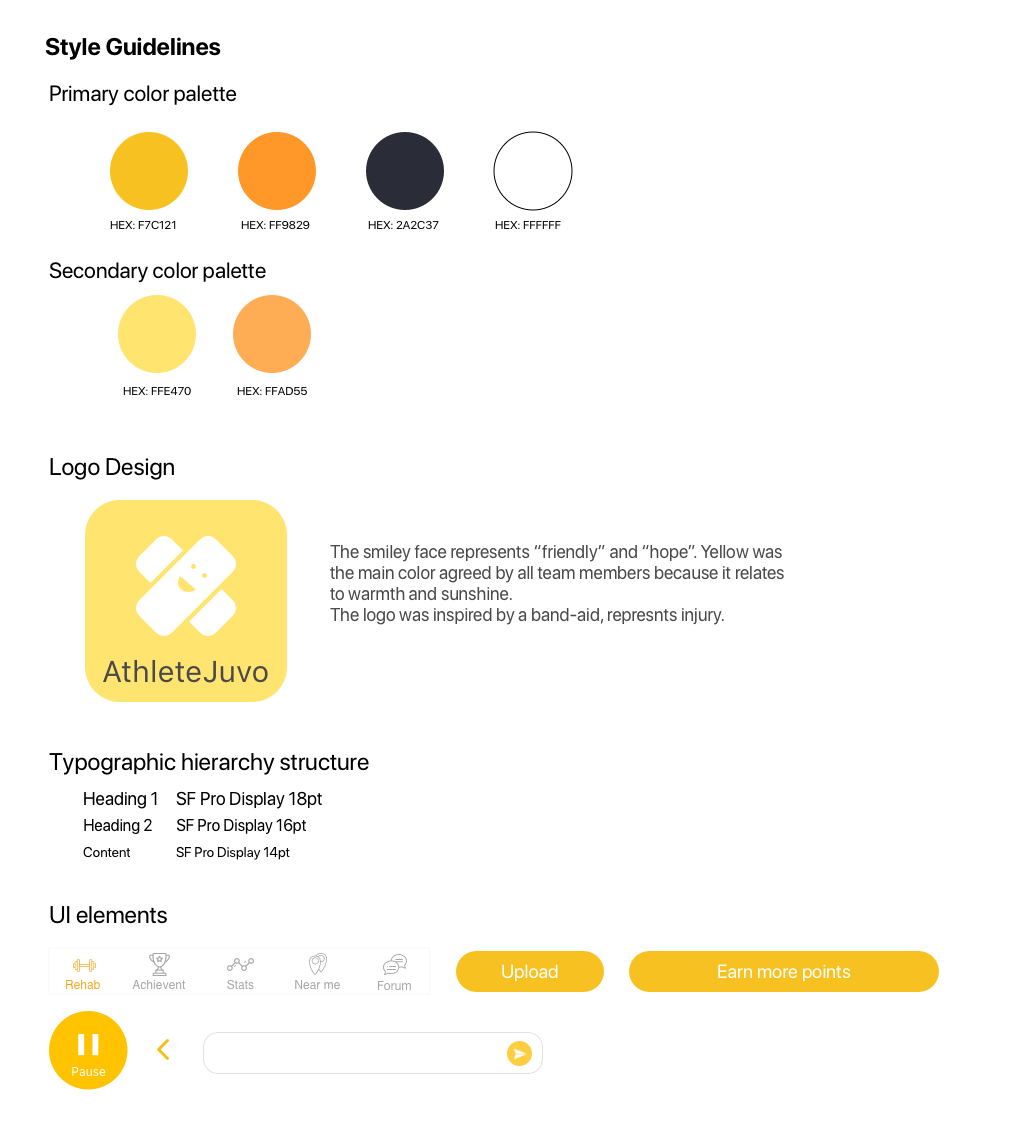 Style Guidelines
Primary color palette
HEX: F7C121 HEX: FF9829 HEX: 2A2C37 HEX: FFFFFF
Secondary color palette
HEX: FFE470 HEX: FFAD55
Logo Design
AthleteJuvo
The smiley face represents “friendly” and “hope”. Yellow was
the main color agreed by all team members because it relates
to warmth and sunshine.
The logo was inspired by a band-aid, represnts injury.
Typographic hierarchy structure
Heading 1 SF Pro Display 18pt
Heading 2 SF Pro Display 16pt
Content SF Pro Display 14pt
UI elements
Rehab Achievent Stats Near me Forum
Upload
Earn more points
Pause